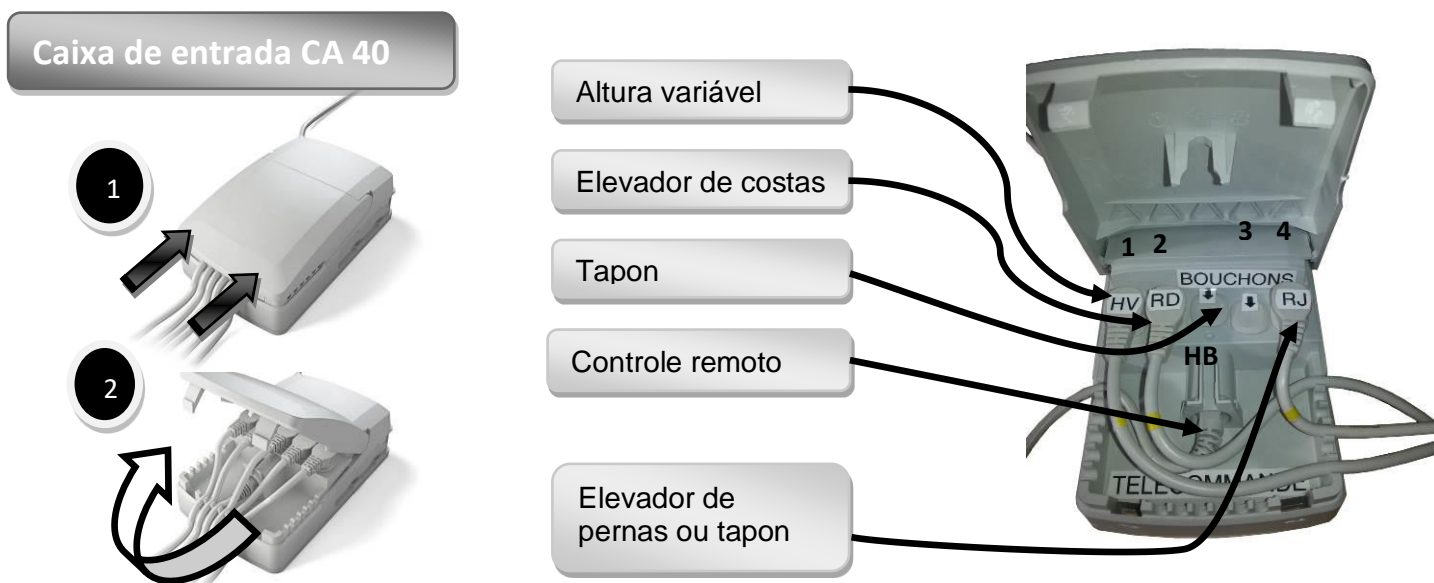 Caixa de entrada CA 40
1
2
Altura variável
Elevador de costas
Tapon
Controle remoto
Elevador de
pernas ou tapon
1 2 3 4
BOUCHONS
HV RD RJ
HB
TELECOMMANDE